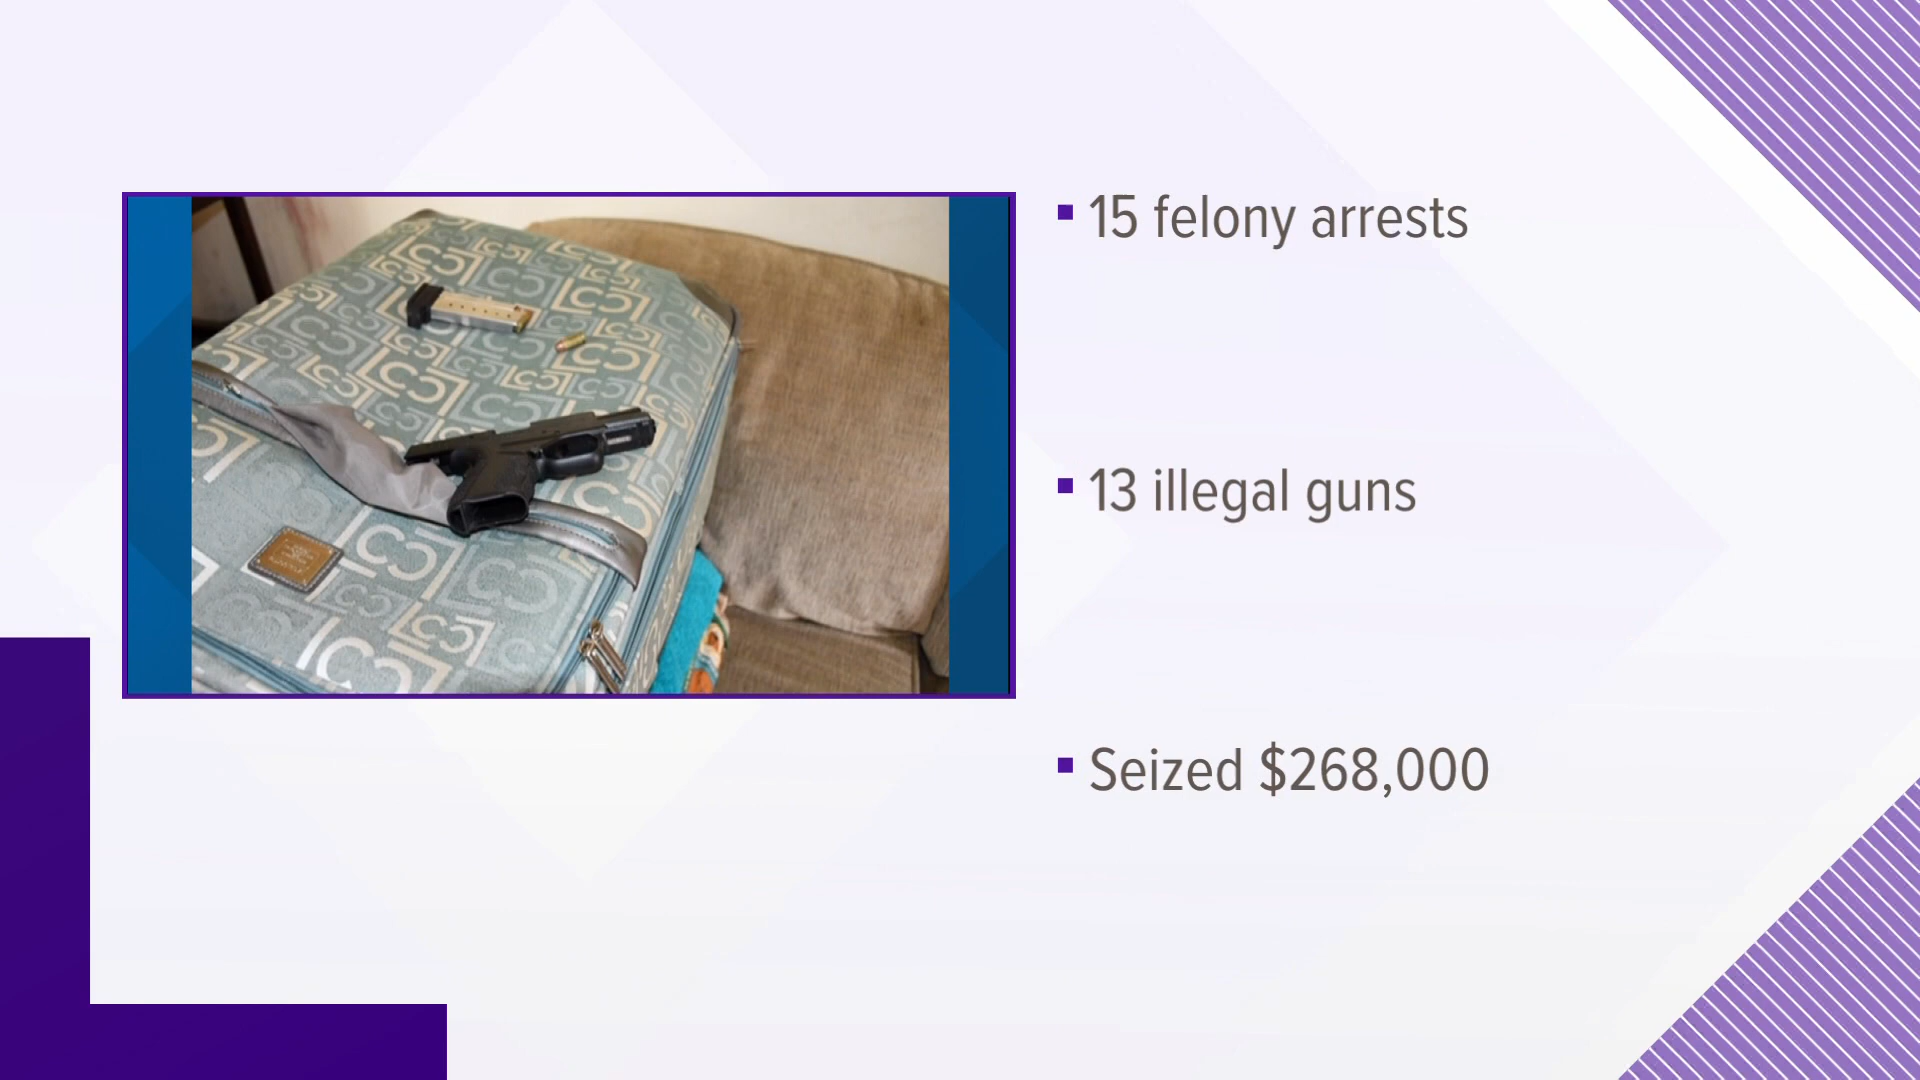 15 felony arrests
13 illegal guns
Seized $268,000